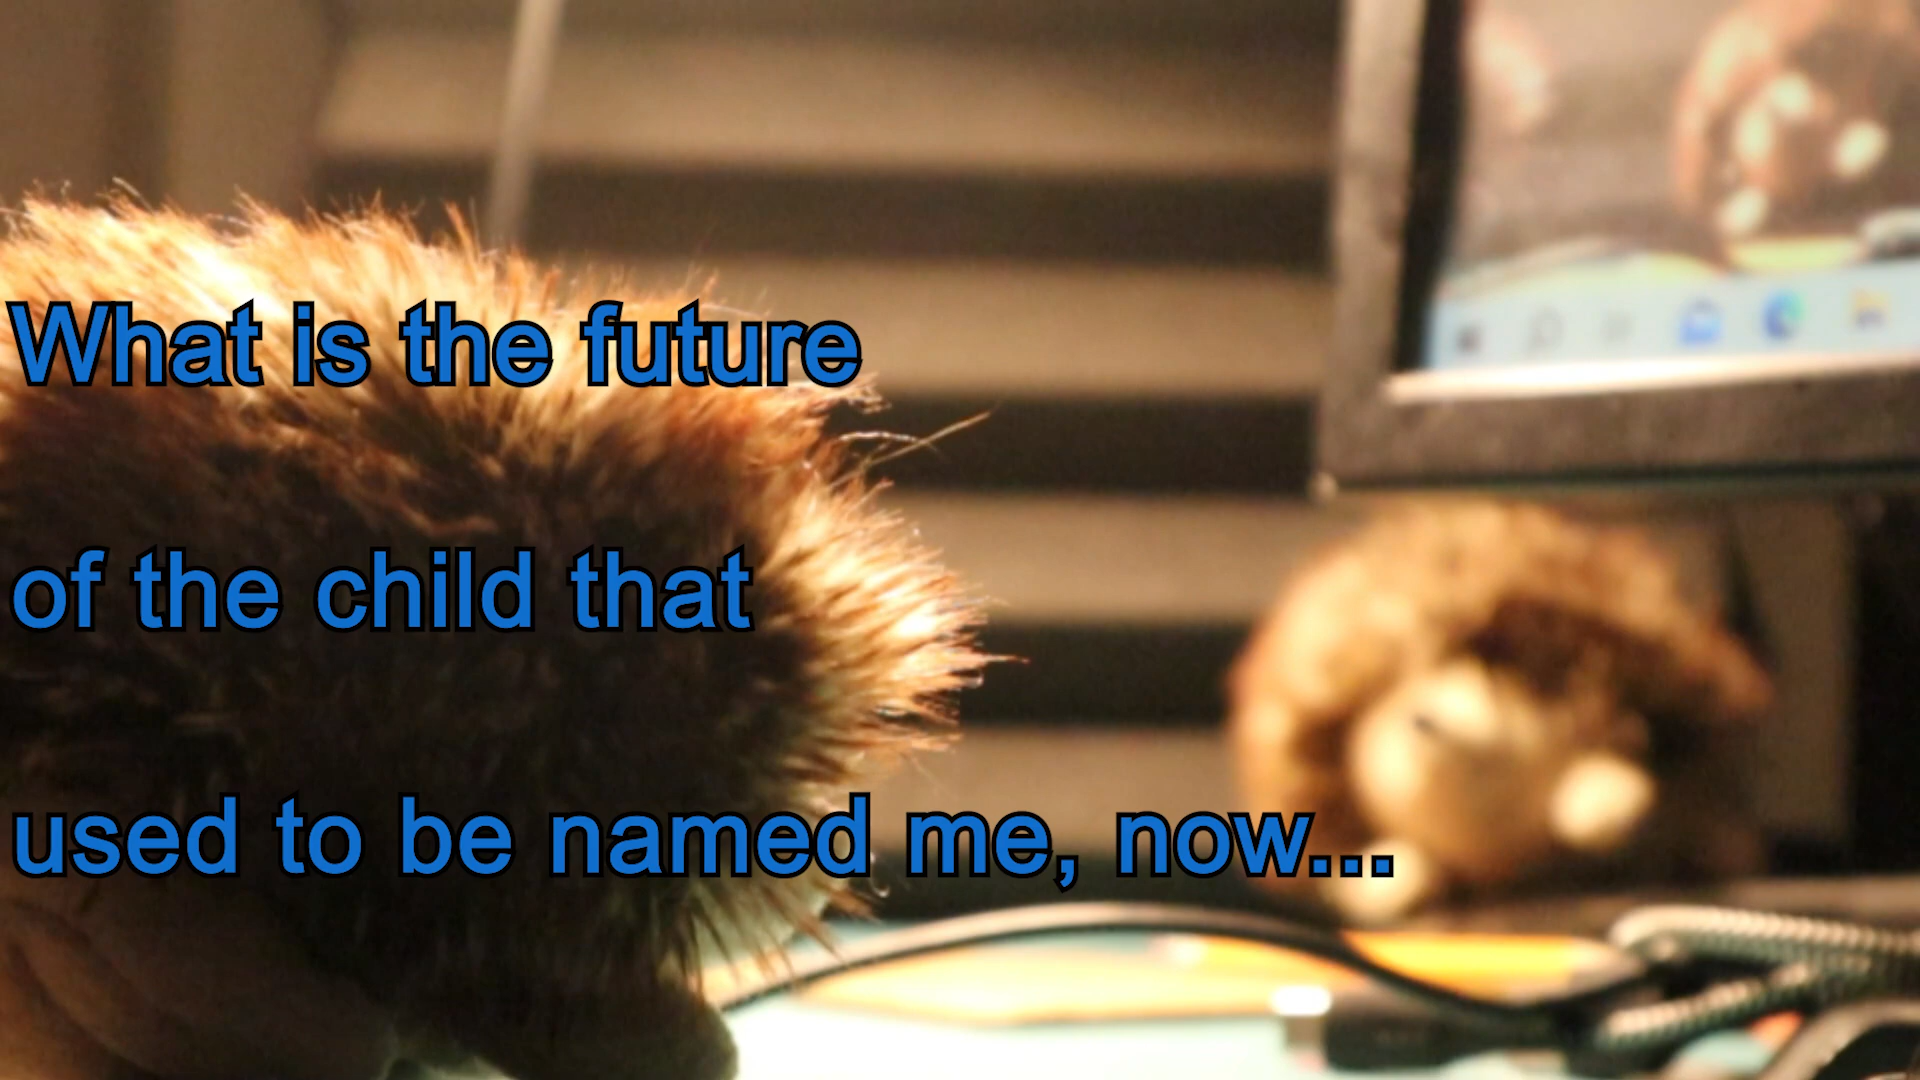 What is the future
of the child that
used to be named me, now...